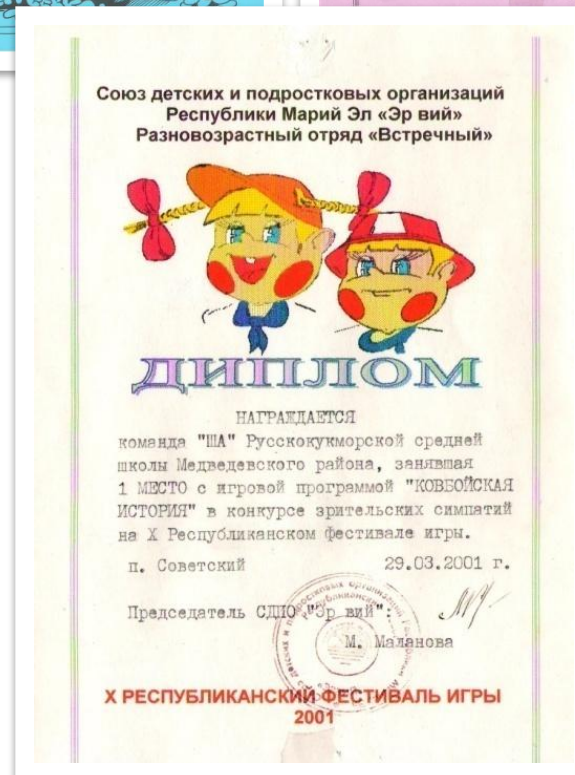 Союз детских и подростковых организаций
Республики Марий Эл «Эр вий»
Разновозрастный отряд «Встречный»
ДИПЛОМ
НАГРАЖДАЕТСЯ
команда "ША" Русскокукморской средней
школы Медведевского района, занявшая
1 МЕСТО с игровой программой "КОВБОЙСКАЯ
ИСТОРИЯ" в конкурсе зрительских симпатий
на X Республиканском фестивале игры.
п. Советский 29.03.2001 г.
Председатель СДПО "Эр вий":
М. Маланова
X РЕСПУБЛИКАНСКИЙ ФЕСТИВАЛЬ ИГРЫ
2001